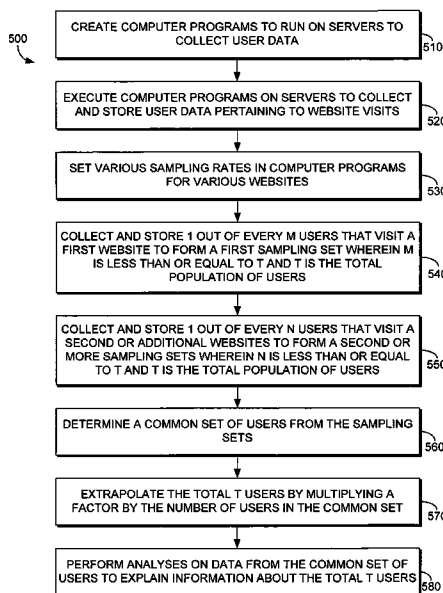 500
CREATE COMPUTER PROGRAMS TO RUN ON SERVERS TO
COLLECT USER DATA
510
EXECUTE COMPUTER PROGRAMS ON SERVERS TO COLLECT
AND STORE USER DATA PERTAINING TO WEBSITE VISITS
520
SET VARIOUS SAMPLING RATES IN COMPUTER PROGRAMS
FOR VARIOUS WEBSITES
530
COLLECT AND STORE 1 OUT OF EVERY M USERS THAT VISIT A
FIRST WEBSITE TO FORM A FIRST SAMPLING SET WHEREIN M
IS LESS THAN OR EQUAL TO T AND T IS THE TOTAL
POPULATION OF USERS
540
COLLECT AND STORE 1 OUT OF EVERY N USERS THAT VISIT A
SECOND OR ADDITIONAL WEBSITES TO FORM A SECOND OR
MORE SAMPLING SETS WHEREIN N IS LESS THAN OR EQUAL
TO T AND T IS THE TOTAL POPULATION OF USERS
550
DETERMINE A COMMON SET OF USERS FROM THE SAMPLING
SETS
560
EXTRAPOLATE THE TOTAL T USERS BY MULTIPLYING A
FACTOR BY THE NUMBER OF USERS IN THE COMMON SET
570
PERFORM ANALYSES ON DATA FROM THE COMMON SET OF
USERS TO EXPLAIN INFORMATION ABOUT THE TOTAL T USERS
580